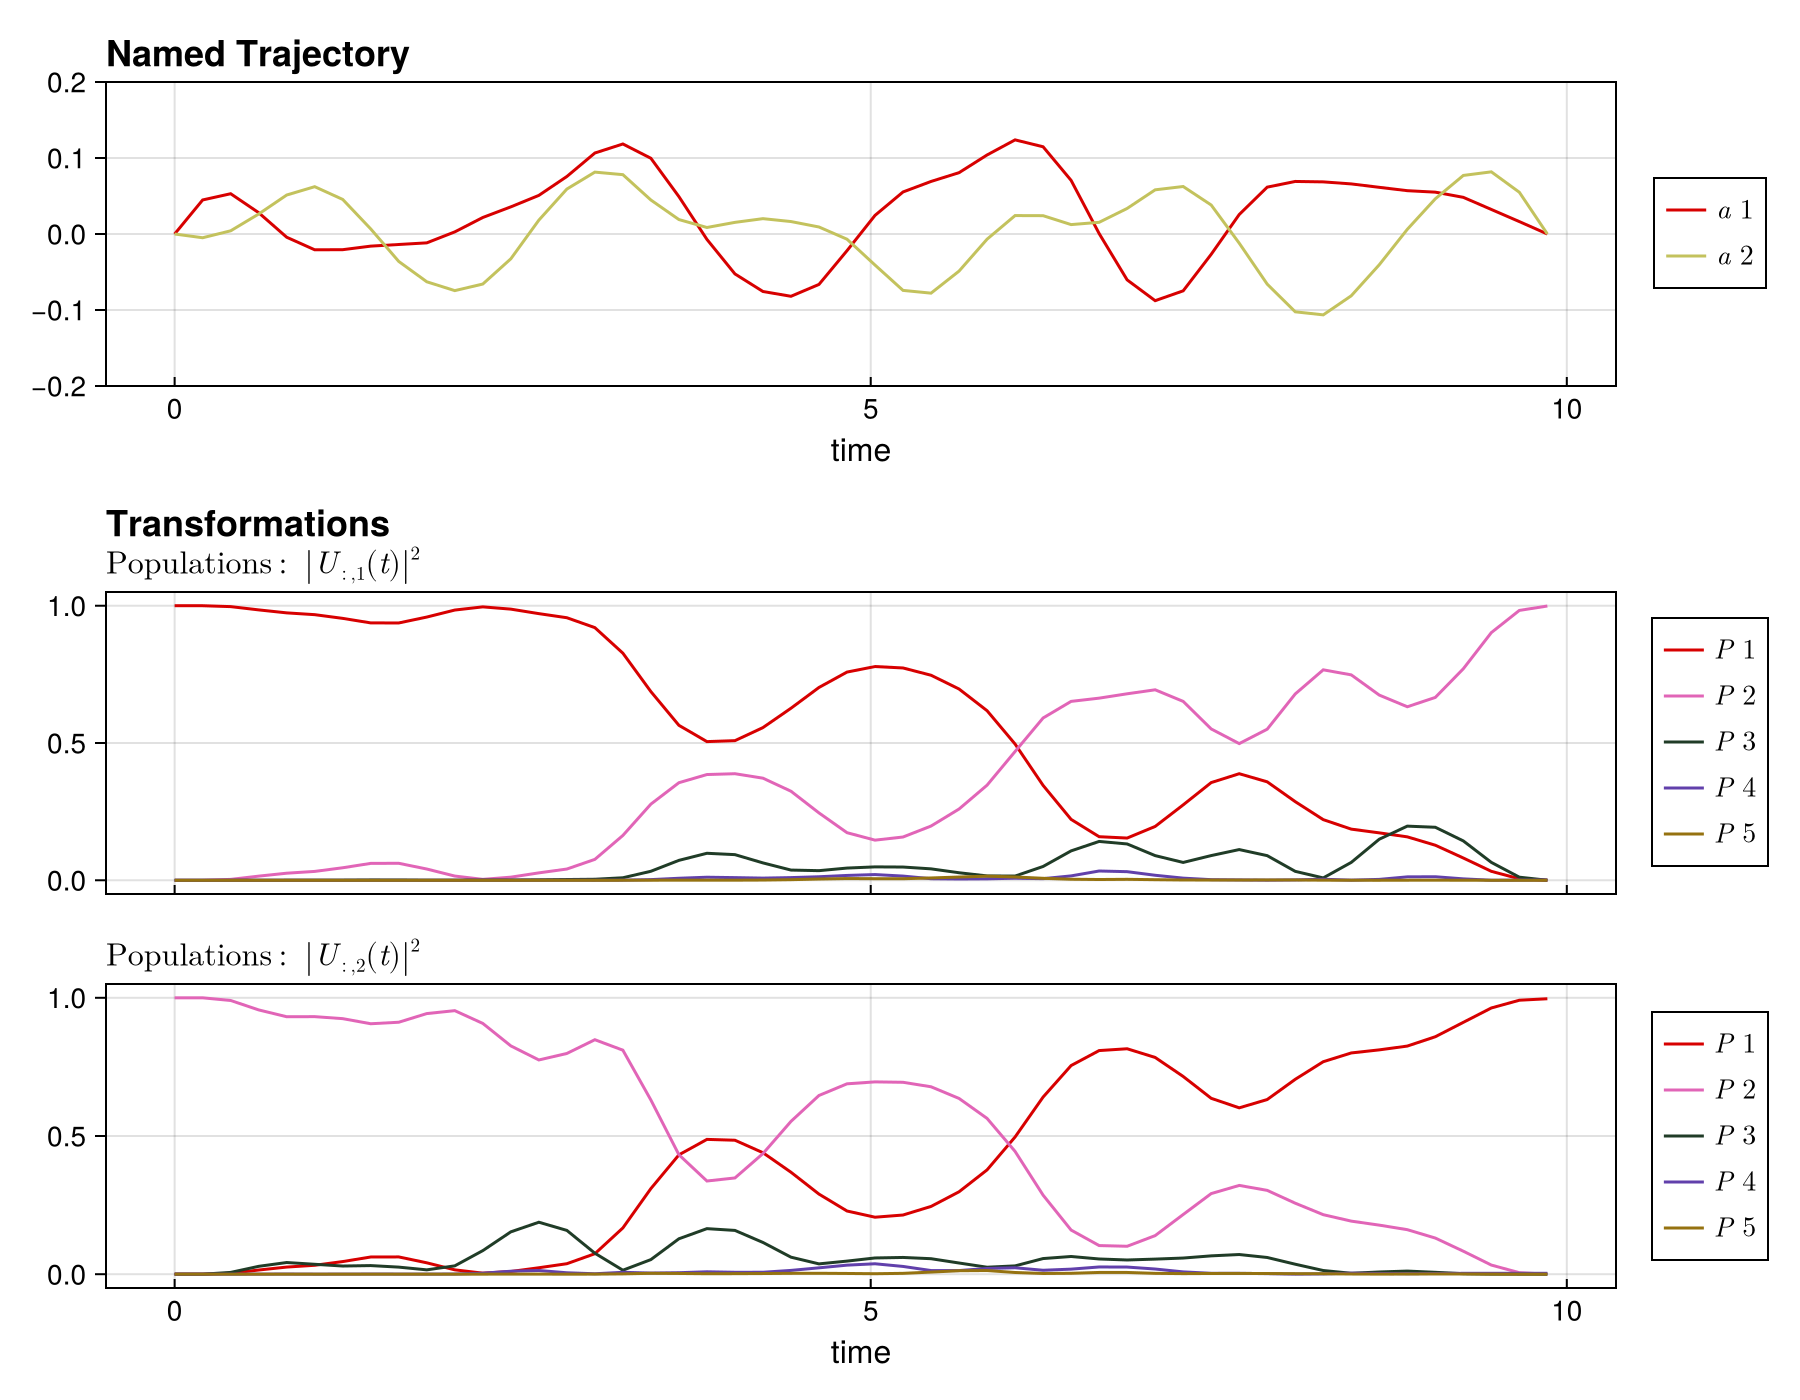 Named Trajectory
0.2
0.1
0.0
−0.1
−0.2
0 5 10
time
a 1
a 2
Transformations
Populations: |U:,1(t)|²
1.0
0.5
0.0
P 1
P 2
P 3
P 4
P 5
Populations: |U:,2(t)|²
1.0
0.5
0.0
0 5 10
time
P 1
P 2
P 3
P 4
P 5